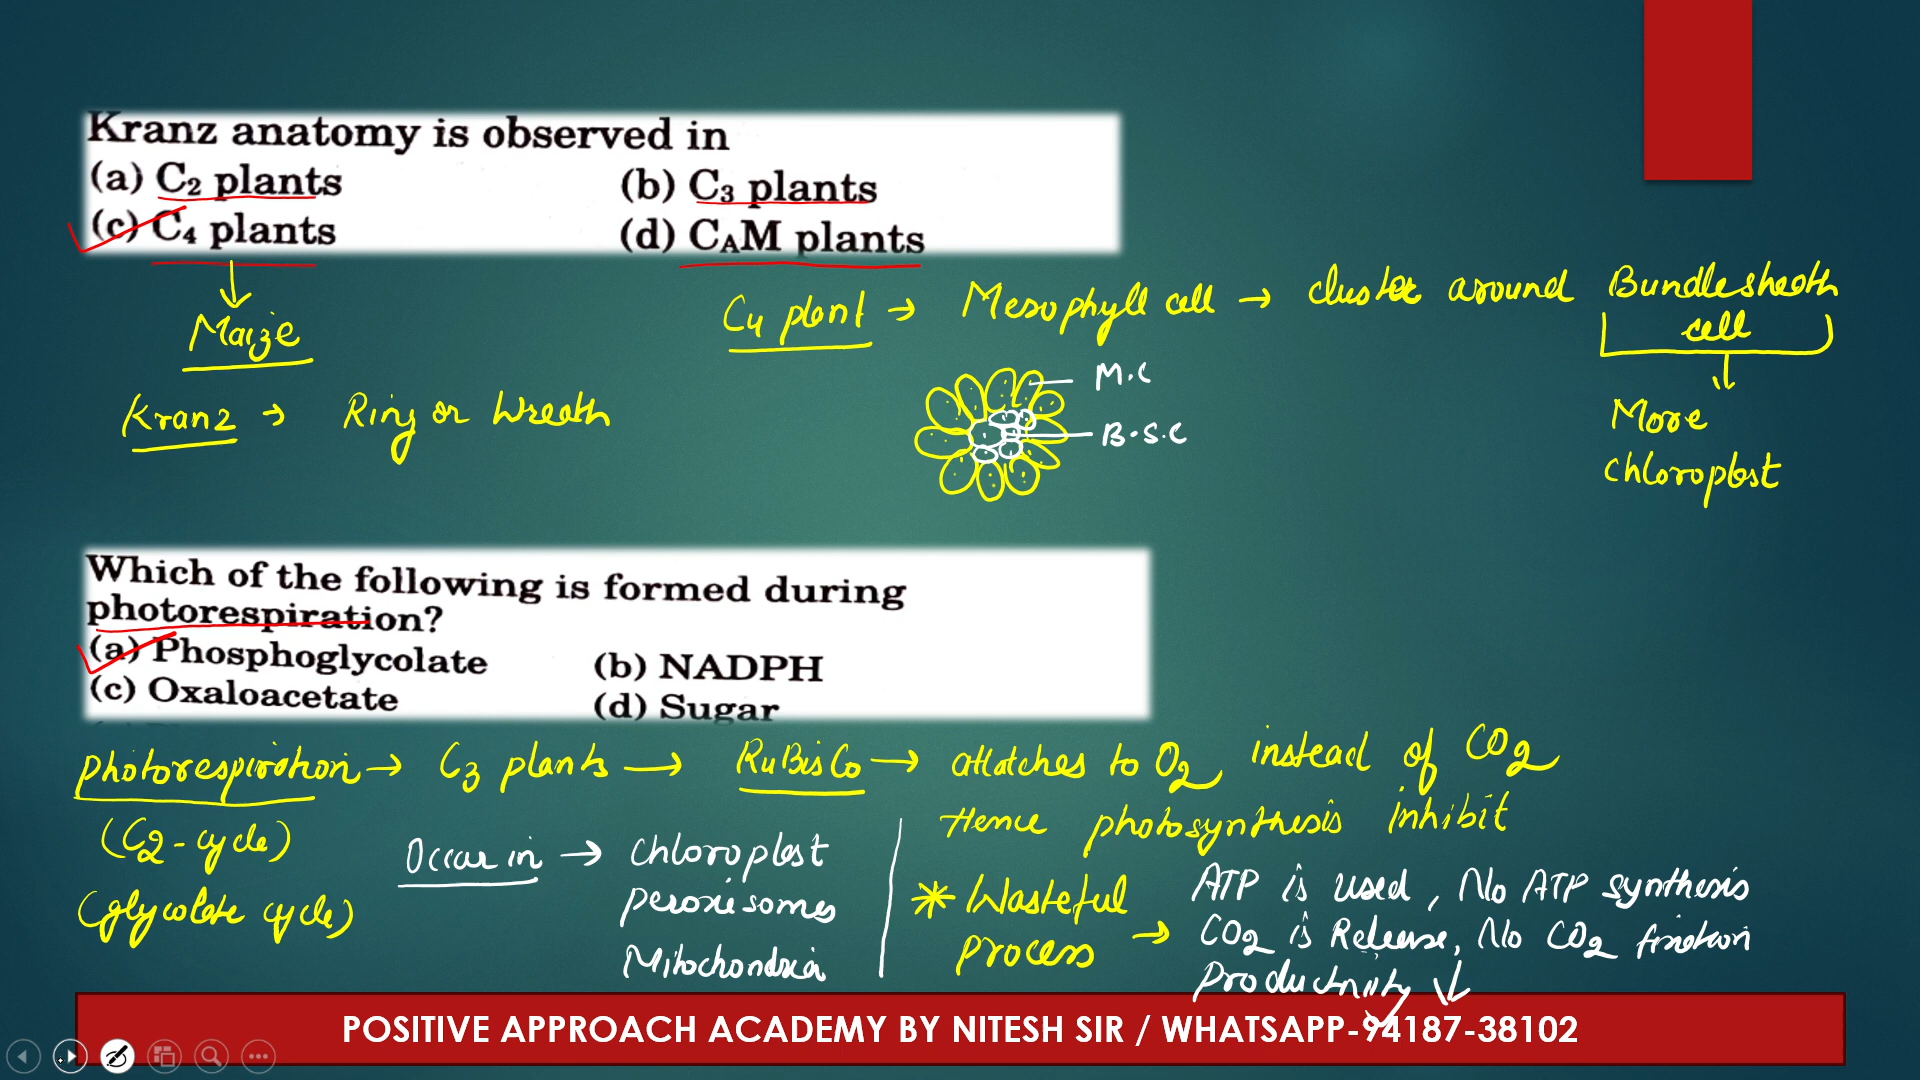 Kranz anatomy is observed in
(a) C2 plants (b) C3 plants
(c) C4 plants (d) CAM plants
Maize
C4 plant → Mesophyll cell → cluster around Bundlesheath
cell
Kranz → Ring or Wreath
M.C
B.S.C
More
chloroplast
Which of the following is formed during
photorespiration?
(a) Phosphoglycolate (b) NADPH
(c) Oxaloacetate (d) Sugar
photorespiration → C3 plants → RuBisCo → attatches to O2 instead of CO2
(C2-cycle)
(glycolate cycle)
Occur in → chloroplast
peroxisomes
Mitochondria
Hence photosynthesis inhibit
* Wasteful
process → ATP is used, No ATP synthesis
CO2 is Release, No CO2 fixation
Productivity ↓
POSITIVE APPROACH ACADEMY BY NITESH SIR / WHATSAPP-94187-38102